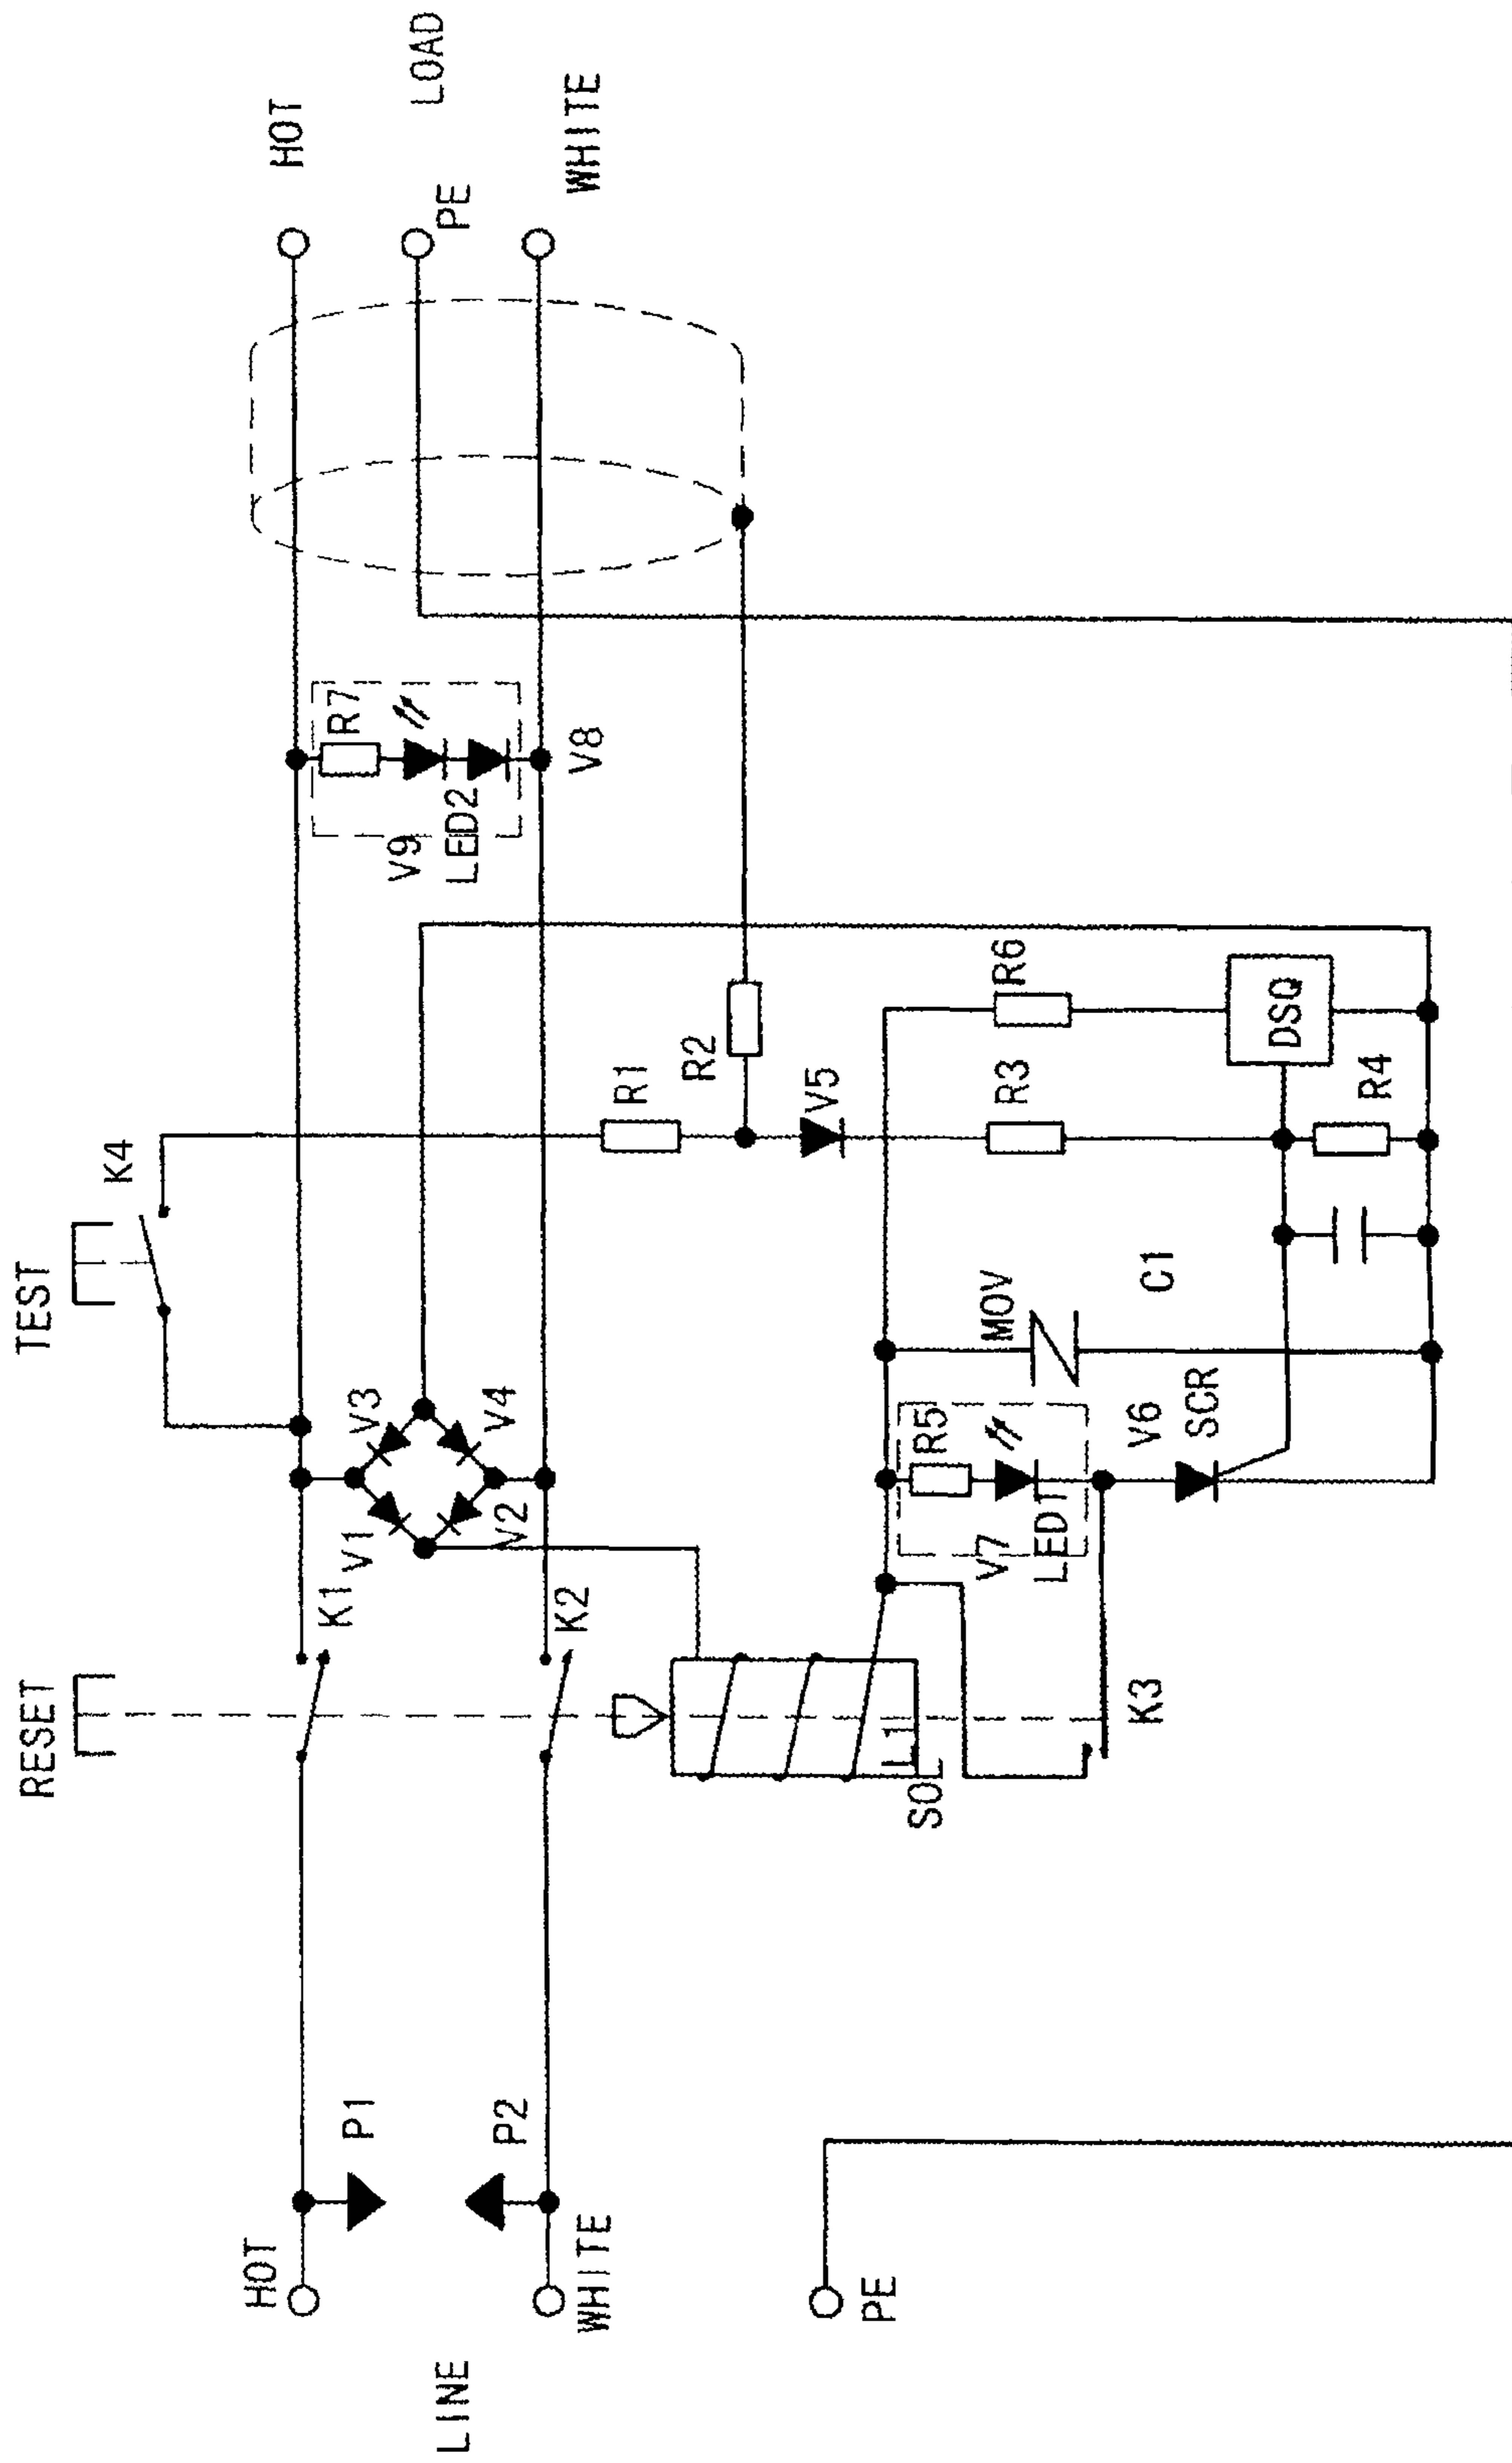 HOT
LOAD
PE
WHITE
R7
V9
LED2
V8
R6
DSQ
R1
R2
V5
R3
R4
TEST
K4
MOV
C1
V3
V4
V1
V2
R5
V7
LED1
V6
SCR
RESET
K1
K2
L1
SOL
K3
P1
P2
HOT
WHITE
PE
LINE